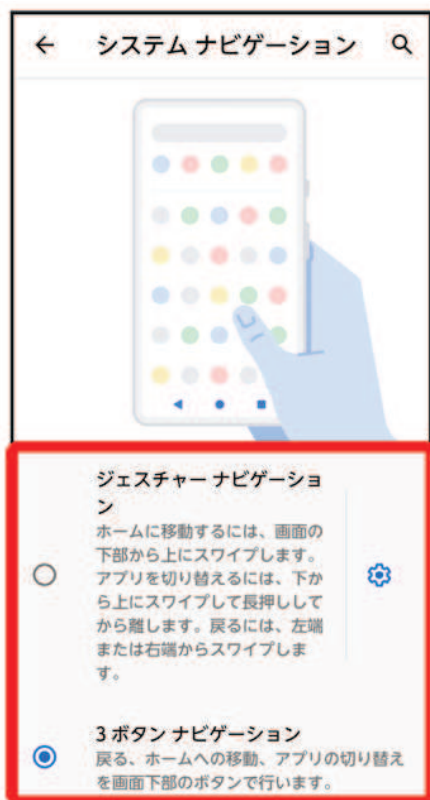 システム ナビゲーション
ジェスチャー ナビゲーショ
ン
ホームに移動するには、画面の
下部から上にスワイプします。
アプリを切り替えるには、下か
ら上にスワイプして長押しして
から離します。戻るには、左端
または右端からスワイプしま
す。
3 ボタン ナビゲーション
戻る、ホームへの移動、アプリの切り替え
を画面下部のボタンで行います。